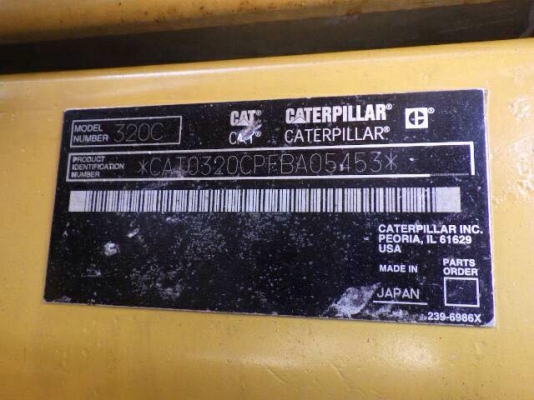 MODEL NUMBER 320C
CAT® CATERPILLAR®
CAT CATERPILLAR®
PRODUCT IDENTIFICATION NUMBER *CAT0320CPFBA05453*
CATERPILLAR INC.
PEORIA, IL 61629
USA
MADE IN
JAPAN
PARTS ORDER
239-6986X